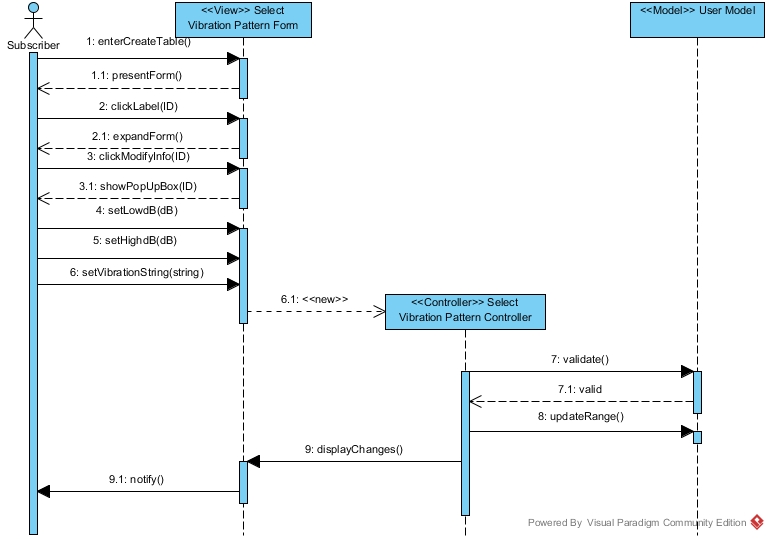 <<View>> Select
Vibration Pattern Form
<<Model>> User Model
Subscriber
1: enterCreateTable()
1.1: presentForm()
2: clickLabel(ID)
2.1: expandForm()
3: clickModifyInfo(ID)
3.1: showPopUpBox(ID)
4: setLowdB(dB)
5: setHighdB(dB)
6: setVibrationString(string)
6.1: <<new>>
<<Controller>> Select
Vibration Pattern Controller
7: validate()
7.1: valid
8: updateRange()
9: displayChanges()
9.1: notify()
Powered By Visual Paradigm Community Edition